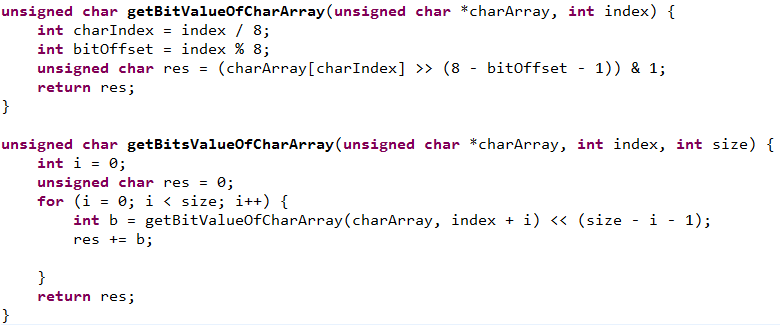 unsigned char getBitValueOfCharArray(unsigned char *charArray, int index) {
    int charIndex = index / 8;
    int bitOffset = index % 8;
    unsigned char res = (charArray[charIndex] >> (8 - bitOffset - 1)) & 1;
    return res;
}

unsigned char getBitsValueOfCharArray(unsigned char *charArray, int index, int size) {
    int i = 0;
    unsigned char res = 0;
    for (i = 0; i < size; i++) {
        int b = getBitValueOfCharArray(charArray, index + i) << (size - i - 1);
        res += b;

    }
    return res;
}